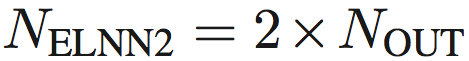 N_ELNN2 = 2 × N_OUT